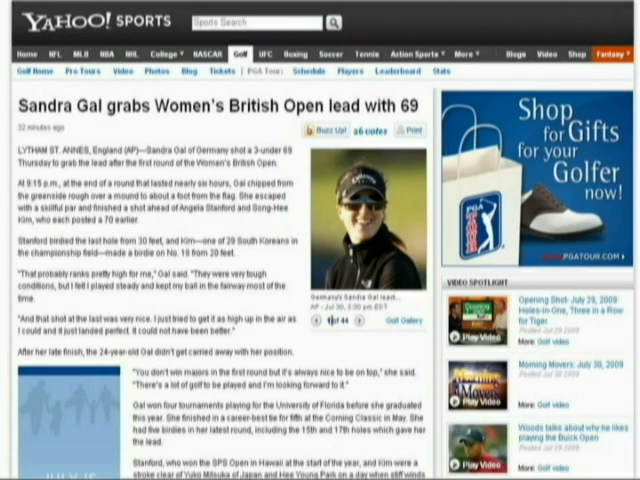 YAHOO! SPORTS
Sports Search
Home NFL MLB NBA NHL College NASCAR Golf UFC Boxing Soccer Tennis Action Sports More Blogs Video Shop Fantasy
Golf Home Pro Tours Video Photos Blog Tickets | PGA Tour: Schedule Players Leaderboard Stats
Sandra Gal grabs Women's British Open lead with 69
32 minutes ago
Buzz Up! 26 votes Print
LYTHAM ST. ANNES, England (AP)—Sandra Gal of Germany shot a 3-under 69
Thursday to grab the lead after the first round of the Women's British Open.
At 9:15 p.m., at the end of a round that lasted nearly six hours, Gal chipped from
the greenside rough over a mound to about a foot from the flag. She escaped
with a skillful par and finished a shot ahead of Angela Stanford and Song-Hee
Kim, who each posted a 70 earlier.
Stanford birdied the last hole from 30 feet, and Kim—one of 29 South Koreans in
the championship field—made a birdie on No. 18 from 20 feet.
"That probably ranks pretty high for me," Gal said. "They were very tough
conditions, but I felt I played steady and kept my ball in the fairway most of the
time.
"And that shot at the last was very nice. I just tried to get it as high up in the air as
I could and it just landed perfect. It could not have been better."
After her late finish, the 24-year-old Gal didn't get carried away with her position.
"You don't win majors in the first round but it's always nice to be on top," she said.
"There's a lot of golf to be played and I'm looking forward to it."
Gal won four tournaments playing for the University of Florida before she graduated
this year. She finished in a career-best tie for fifth at the Corning Classic in May. She
had five birdies in her latest round, including the 15th and 17th holes which gave her
the lead.
Stanford, who won the SPS Open in Hawaii at the start of the year, and Kim were a
stroke clear of Yuko Mitsuka of Japan and Hee Young Park on a day when stiff winds
Germany's Sandra Gal lead...
AP - Jul 30, 3:30 pm EDT
1 of 44 Golf Gallery
JULY 15
Shop
for Gifts
for your
Golfer
now!
PGA TOUR
PGATOUR.COM
VIDEO SPOTLIGHT
Play Video
Opening Shot- July 29, 2009
Holes-in-One, Three in a Row
for Tiger
Posted Jul 29 2009
More: Golf video
Morning Movers
Play Video
Morning Movers: July 30, 2009
Posted Jul 30 2009
More: Golf video
Play Video
Woods talks about why he likes
playing the Buick Open
Posted Jul 29 2009
More: Golf video